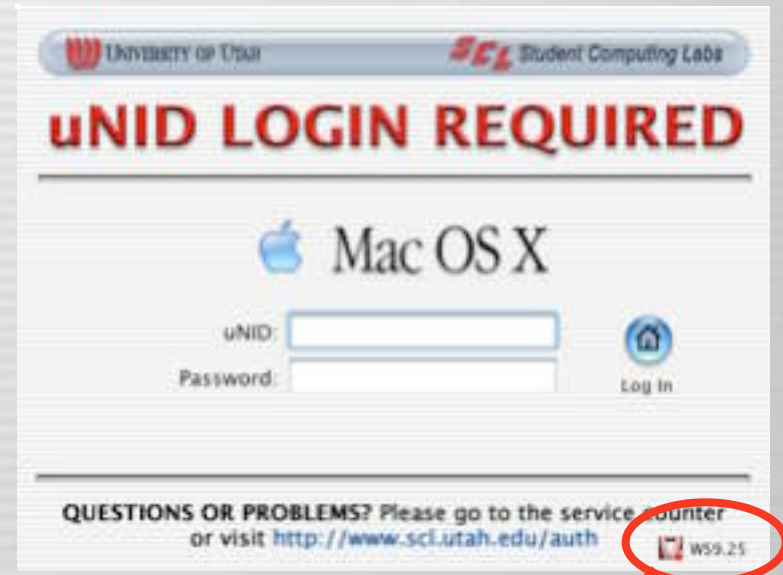 UNIVERSITY OF UTAH
SCL Student Computing Labs
uNID LOGIN REQUIRED
Mac OS X
uNID:
Password:
Log In
QUESTIONS OR PROBLEMS? Please go to the service counter
or visit http://www.scl.utah.edu/auth
W59.25